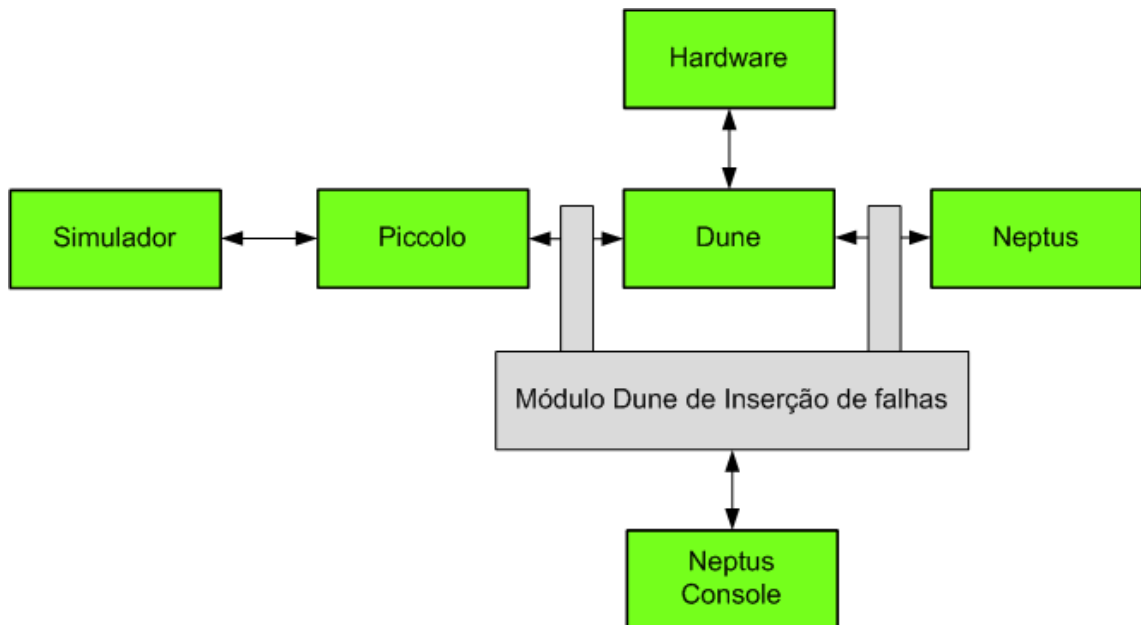 Hardware
Simulador
Piccolo
Dune
Neptus
Módulo Dune de Inserção de falhas
Neptus
Console